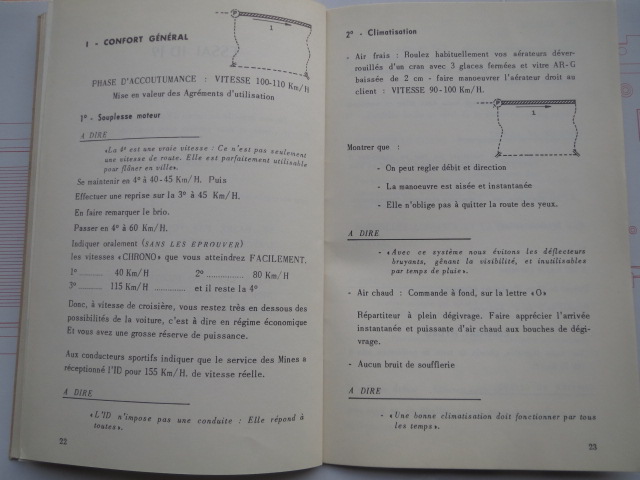 P
1
I - CONFORT GÉNÉRAL
PHASE D'ACCOUTUMANCE : VITESSE 100-110 Km/H
Mise en valeur des Agréments d'utilisation
1° - Souplesse moteur
A DIRE
«La 4ᵉ est une vraie vitesse : Ce n'est pas seulement
une vitesse de route. Elle est parfaitement utilisable
pour flâner en ville».
Se maintenir en 4° à 40-45 Km/H. Puis
Effectuer une reprise sur la 3° à 45 Km/H.
En faire remarquer le brio.
Passer en 4° à 60 Km/H.
Indiquer oralement (SANS LES EPROUVER)
les vitesses «CHRONO» que vous atteindrez FACILEMENT.
1° ......... 40 Km/H 2° ............... 80 Km/H
3° ......... 115 Km/H ............. et il reste la 4°
Donc, à vitesse de croisière, vous restez très en dessous des
possibilités de la voiture, c'est à dire en régime économique
Et vous avez une grosse réserve de puissance.
Aux conducteurs sportifs indiquer que le service des Mines a
réceptionné l'ID pour 155 Km/H. de vitesse réelle.
A DIRE
«L'ID n'impose pas une conduite : Elle répond à
toutes».
22
2° - Climatisation
- Air frais : Roulez habituellement vos aérateurs déver-
rouillés d'un cran avec 3 glaces fermées et vitre AR-G
baissée de 2 cm - faire manoeuvrer l'aérateur droit au
client : VITESSE 90-100 Km/H.
P
1
Montrer que :
- On peut regler débit et direction
- La manoeuvre est aisée et instantanée
- Elle n'oblige pas à quitter la route des yeux.
A DIRE
- «Avec ce système nous évitons les déflecteurs
bruyants, gênant la visibilité, et inutilisables
par temps de pluie».
- Air chaud : Commande à fond, sur la lettre «O»
Répartiteur à plein dégivrage. Faire apprécier l'arrivée
instantanée et puissante d'air chaud aux bouches de dégi-
vrage.
- Aucun bruit de soufflerie
A DIRE
- «Une bonne climatisation doit fonctionner par tous
les temps».
23